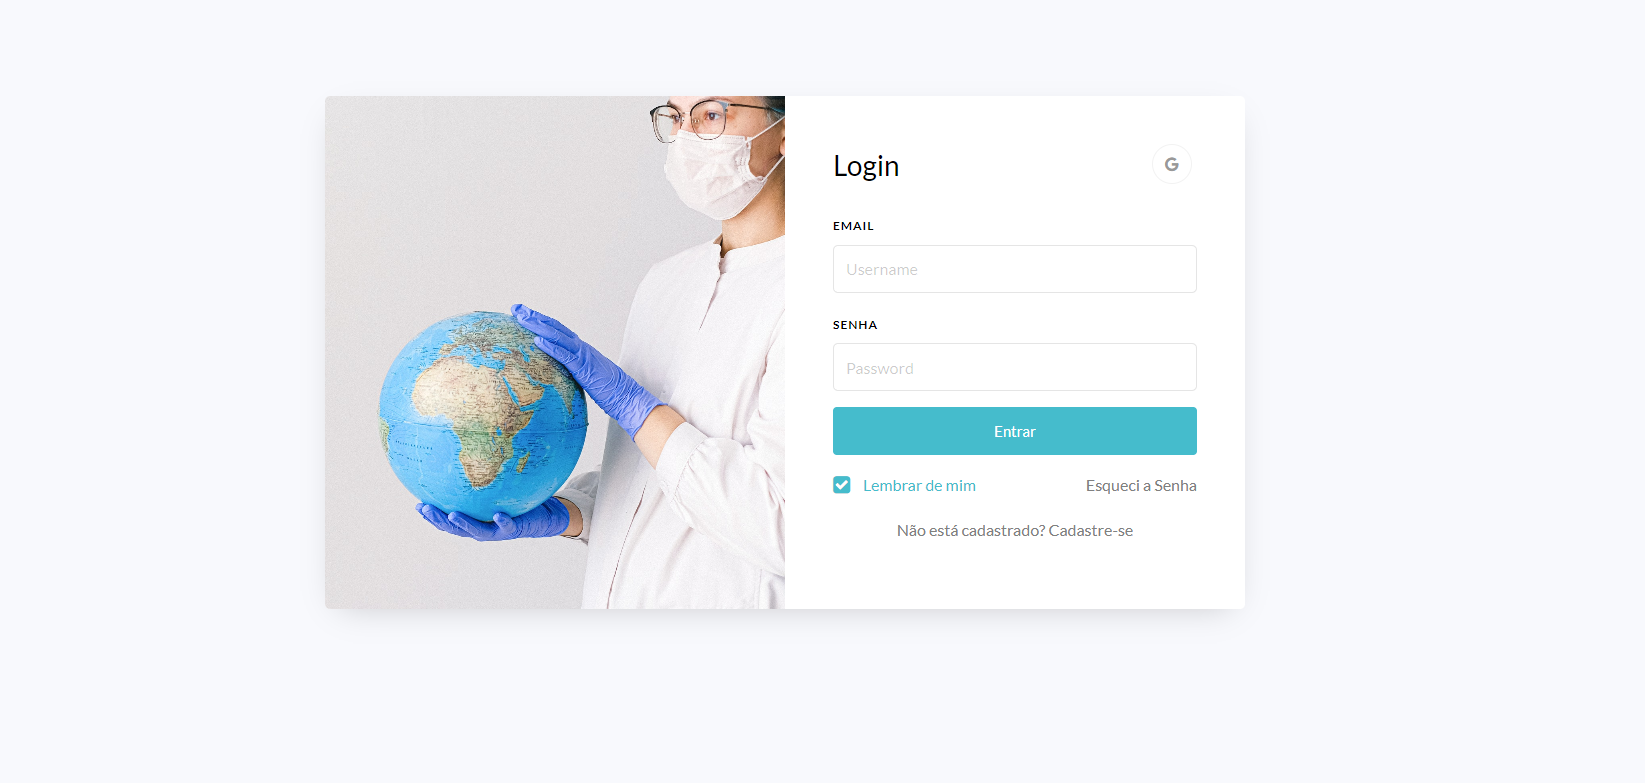 Login
G
EMAIL
Username
SENHA
Password
Entrar
Lembrar de mim
Esqueci a Senha
Não está cadastrado? Cadastre-se